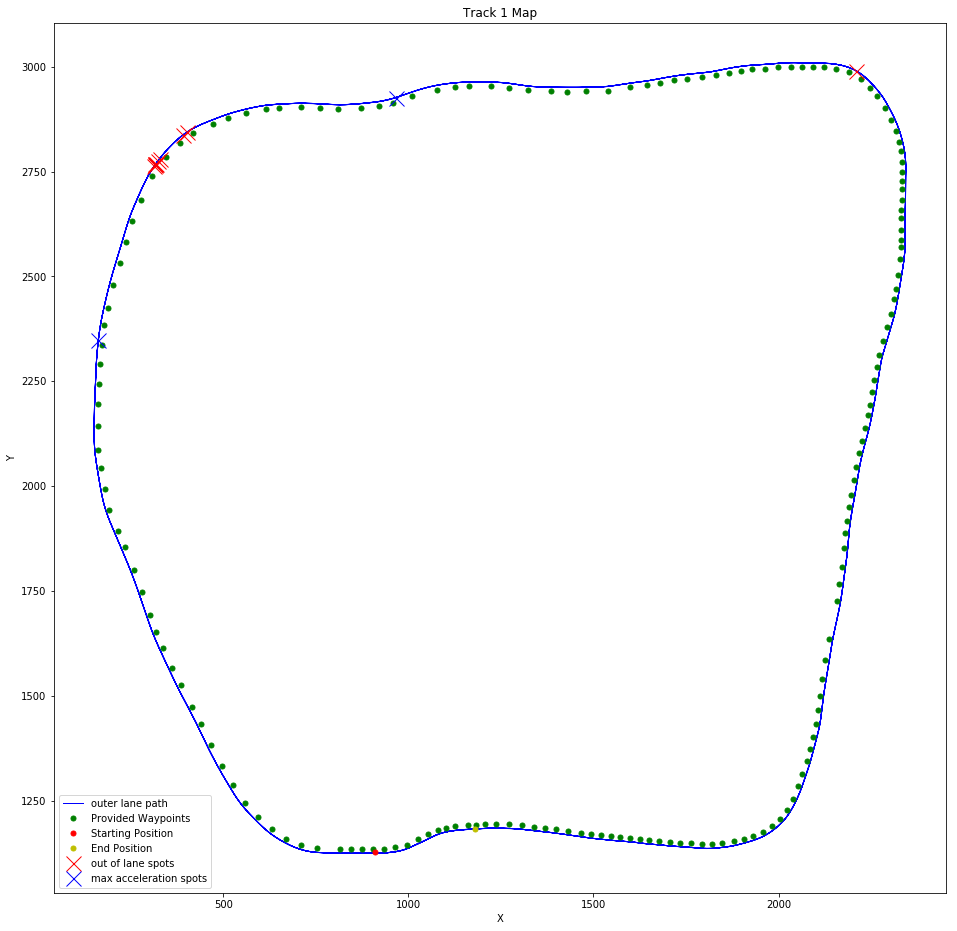 Track 1 Map
3000
2750
2500
2250
Y
2000
1750
1500
1250
outer lane path
Provided Waypoints
Starting Position
End Position
out of lane spots
max acceleration spots
500 1000 1500 2000
X